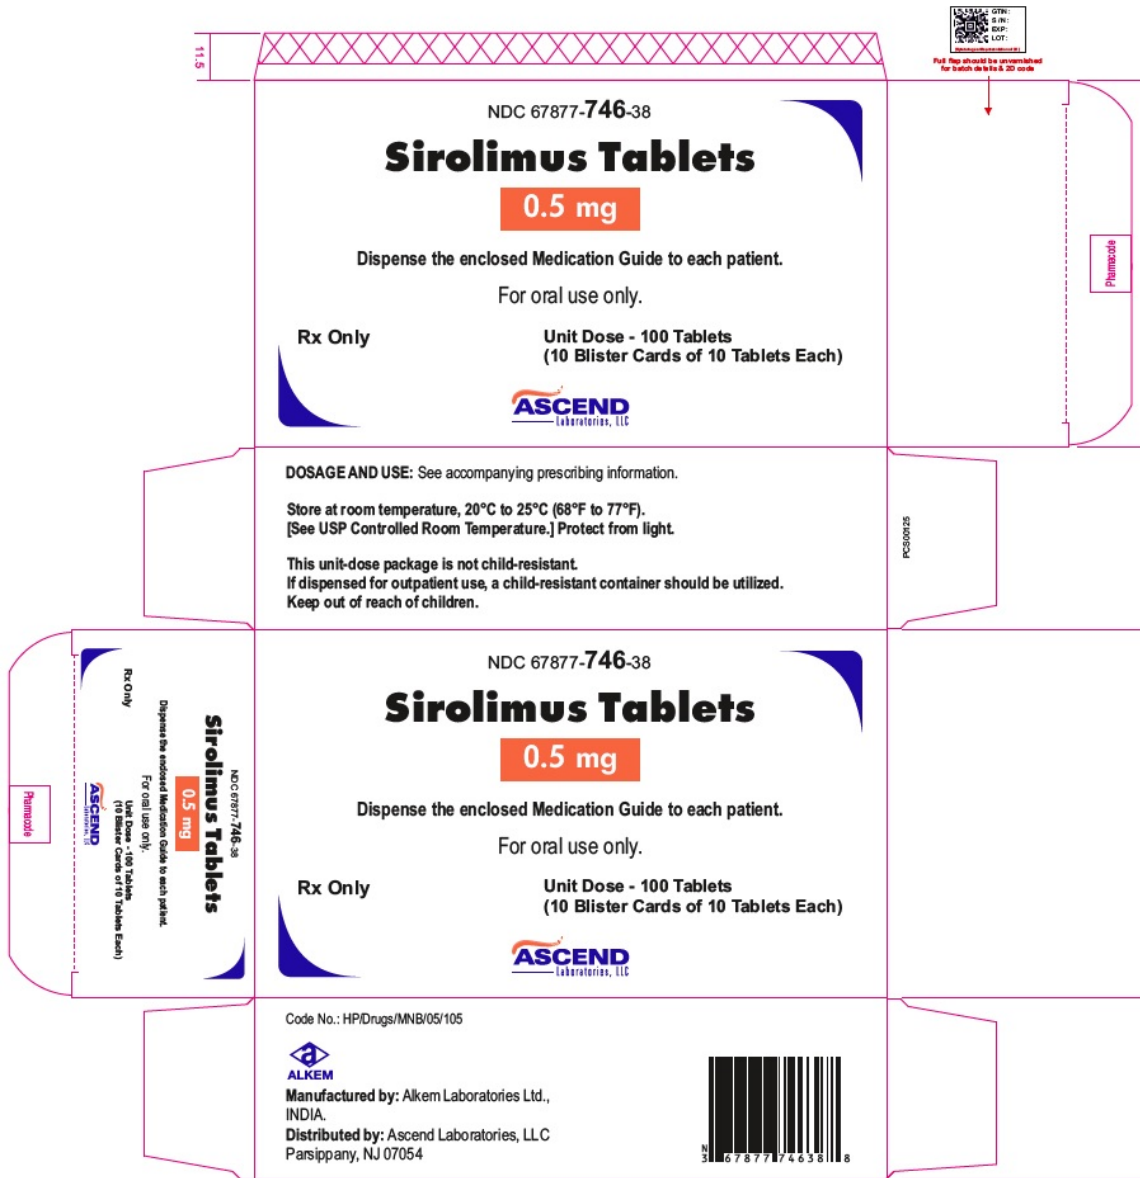 11.5
GTIN:
S/N:
EXP:
LOT:
Full flap should be unvarnished
for batch details & 2D code
NDC 67877-746-38
Sirolimus Tablets
0.5 mg
Dispense the enclosed Medication Guide to each patient.
For oral use only.
Rx Only
Unit Dose - 100 Tablets
(10 Blister Cards of 10 Tablets Each)
ASCEND
Laboratories, LLC
Pharmacode
DOSAGE AND USE: See accompanying prescribing information.
Store at room temperature, 20°C to 25°C (68°F to 77°F).
[See USP Controlled Room Temperature.] Protect from light.
This unit-dose package is not child-resistant.
If dispensed for outpatient use, a child-resistant container should be utilized.
Keep out of reach of children.
PCS00125
Pharmacode
NDC 67877-746-38
Sirolimus Tablets
0.5 mg
Dispense the enclosed Medication Guide to each patient.
For oral use only.
Rx Only
Unit Dose - 100 Tablets
(10 Blister Cards of 10 Tablets Each)
ASCEND
Laboratories, LLC
NDC 67877-746-38
Sirolimus Tablets
0.5 mg
Dispense the enclosed Medication Guide to each patient.
For oral use only.
Rx Only
Unit Dose - 100 Tablets
(10 Blister Cards of 10 Tablets Each)
ASCEND
Laboratories, LLC
Code No.: HP/Drugs/MNB/05/105
a
ALKEM
Manufactured by: Alkem Laboratories Ltd.,
INDIA.
Distributed by: Ascend Laboratories, LLC
Parsippany, NJ 07054
N
3 67877 74638 8